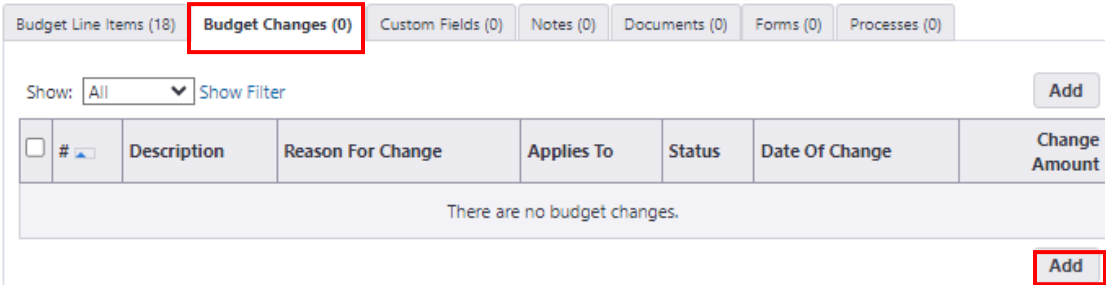 Budget Line Items (18) Budget Changes (0) Custom Fields (0) Notes (0) Documents (0) Forms (0) Processes (0)
Show: All Show Filter Add
# Description Reason For Change Applies To Status Date Of Change Change Amount
There are no budget changes.
Add